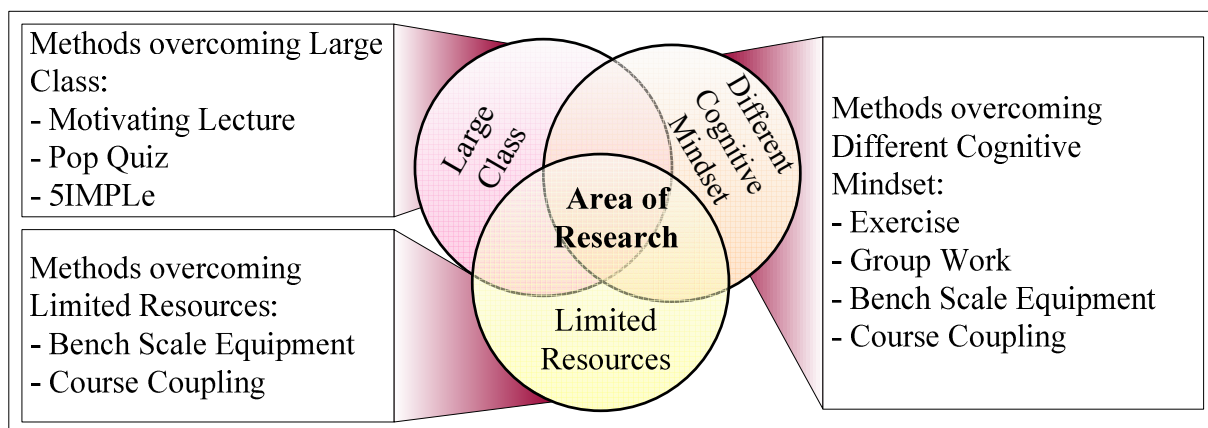 Methods overcoming Large
Class:
- Motivating Lecture
- Pop Quiz
- 5IMPLe
Methods overcoming
Limited Resources:
- Bench Scale Equipment
- Course Coupling
Large
Class
Different
Cognitive
Mindset
Area of
Research
Limited
Resources
Methods overcoming
Different Cognitive
Mindset:
- Exercise
- Group Work
- Bench Scale Equipment
- Course Coupling